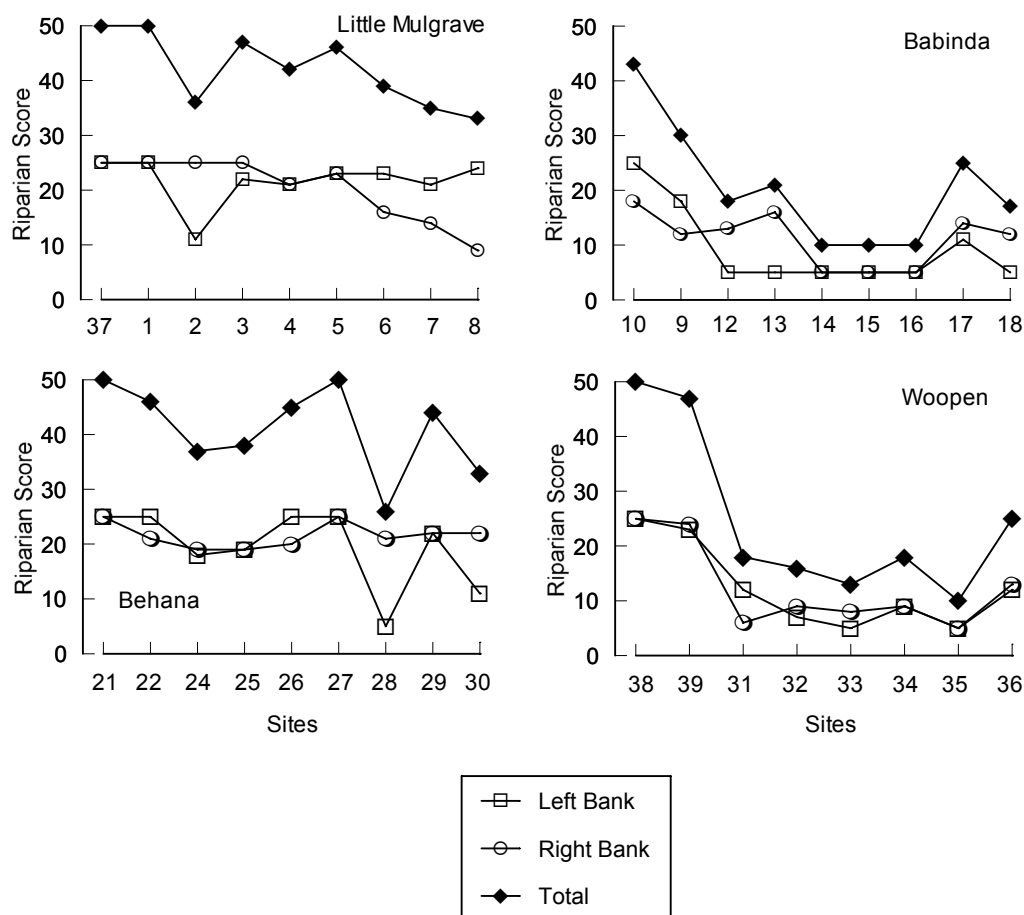 Little Mulgrave
Riparian Score
50
40
30
20
10
0
37 1 2 3 4 5 6 7 8
Babinda
Riparian Score
50
40
30
20
10
0
10 9 12 13 14 15 16 17 18
Behana
Riparian Score
50
40
30
20
10
0
21 22 24 25 26 27 28 29 30
Sites
Woopen
Riparian Score
50
40
30
20
10
0
38 39 31 32 33 34 35 36
Sites
Left Bank
Right Bank
Total